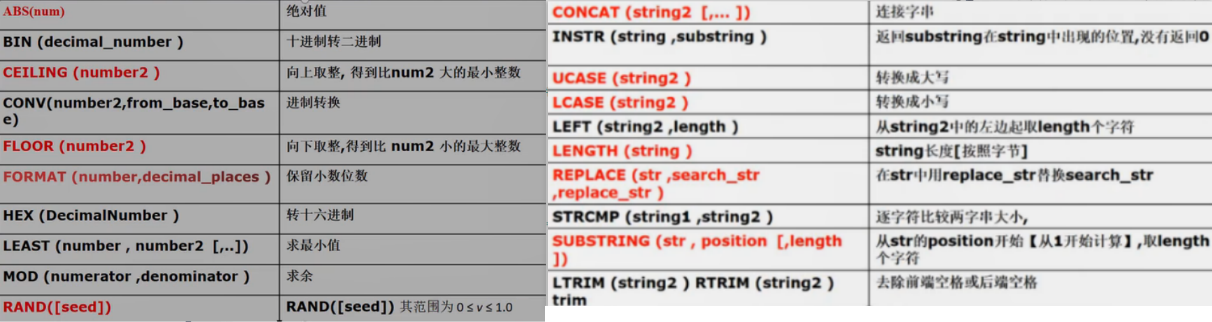 ABS(num) 绝对值
BIN (decimal_number ) 十进制转二进制
CEILING (number2 ) 向上取整, 得到比num2 大的最小整数
CONV(number2,from_base,to_bas
e) 进制转换
FLOOR (number2 ) 向下取整,得到比 num2 小的最大整数
FORMAT (number,decimal_places ) 保留小数位数
HEX (DecimalNumber ) 转十六进制
LEAST (number , number2 [,..]) 求最小值
MOD (numerator ,denominator ) 求余
RAND([seed]) RAND([seed]) 其范围为 0 ≤ v ≤ 1.0
CONCAT (string2 [,... ]) 连接字串
INSTR (string ,substring ) 返回substring在string中出现的位置,没有返回0
UCASE (string2 ) 转换成大写
LCASE (string2 ) 转换成小写
LEFT (string2 ,length ) 从string2中的左边起取length个字符
LENGTH (string ) string长度[按照字节]
REPLACE (str ,search_str 在str中用replace_str替换search_str
,replace_str )
STRCMP (string1 ,string2 ) 逐字符比较两字串大小,
SUBSTRING (str , position [,length 从str的position开始【从1开始计算】,取length
]) 个字符
LTRIM (string2 ) RTRIM (string2 ) 去除前端空格或后端空格
trim